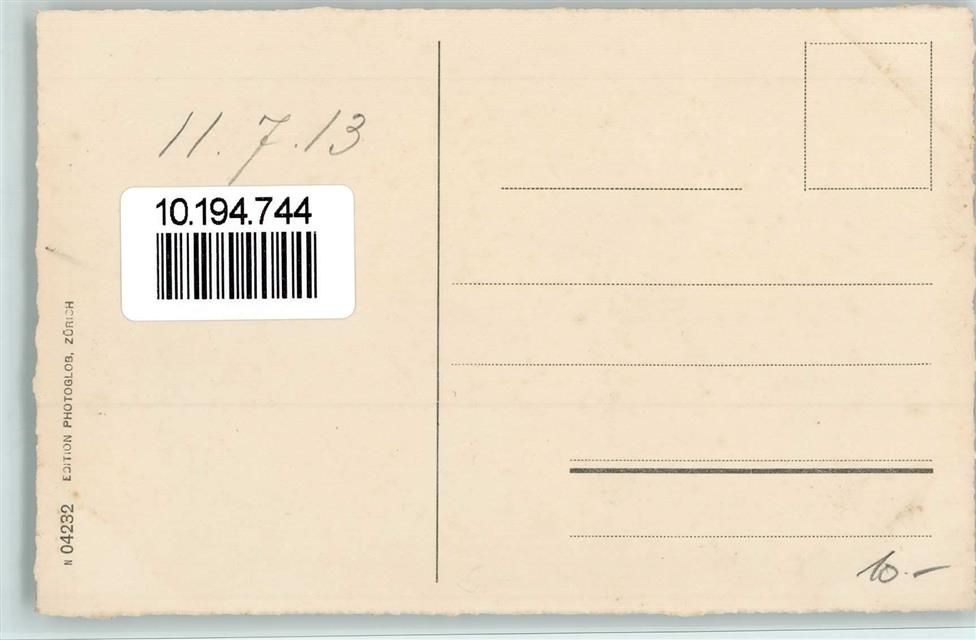 11.7.13
10.194.744
N 04232 EDITION PHOTOGLOB, ZÜRICH
10.-